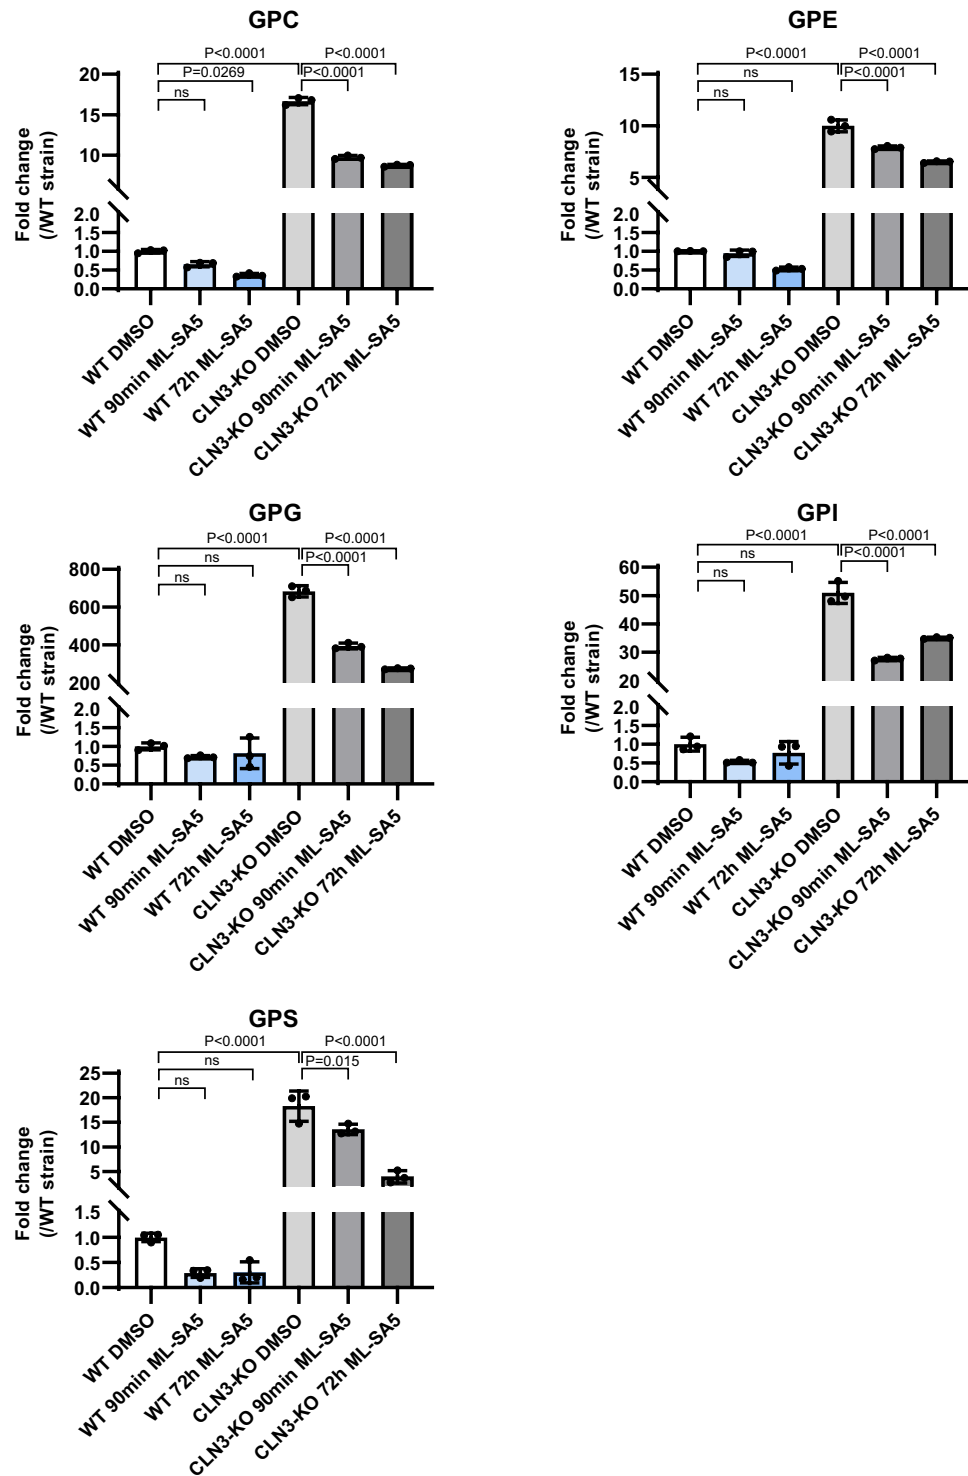 GPC
P<0.0001
P<0.0001
P=0.0269
P<0.0001
ns
Fold change
(/WT strain)
20
15
10
2.0
1.5
1.0
0.5
0.0
WT DMSO
WT 90min ML-SA5
WT 72h ML-SA5
CLN3-KO DMSO
CLN3-KO 90min ML-SA5
CLN3-KO 72h ML-SA5
GPE
P<0.0001
P<0.0001
ns
P<0.0001
ns
Fold change
(/WT strain)
15
10
5
2.0
1.5
1.0
0.5
0.0
WT DMSO
WT 90min ML-SA5
WT 72h ML-SA5
CLN3-KO DMSO
CLN3-KO 90min ML-SA5
CLN3-KO 72h ML-SA5
GPG
P<0.0001
P<0.0001
ns
P<0.0001
ns
Fold change
(/WT strain)
800
600
400
200
2.0
1.5
1.0
0.5
0.0
WT DMSO
WT 90min ML-SA5
WT 72h ML-SA5
CLN3-KO DMSO
CLN3-KO 90min ML-SA5
CLN3-KO 72h ML-SA5
GPI
P<0.0001
P<0.0001
ns
P<0.0001
ns
Fold change
(/WT strain)
60
50
40
30
20
2.0
1.5
1.0
0.5
0.0
WT DMSO
WT 90min ML-SA5
WT 72h ML-SA5
CLN3-KO DMSO
CLN3-KO 90min ML-SA5
CLN3-KO 72h ML-SA5
GPS
P<0.0001
P<0.0001
ns
P=0.015
ns
Fold change
(/WT strain)
25
20
15
10
5
1.5
1.0
0.5
0.0
WT DMSO
WT 90min ML-SA5
WT 72h ML-SA5
CLN3-KO DMSO
CLN3-KO 90min ML-SA5
CLN3-KO 72h ML-SA5